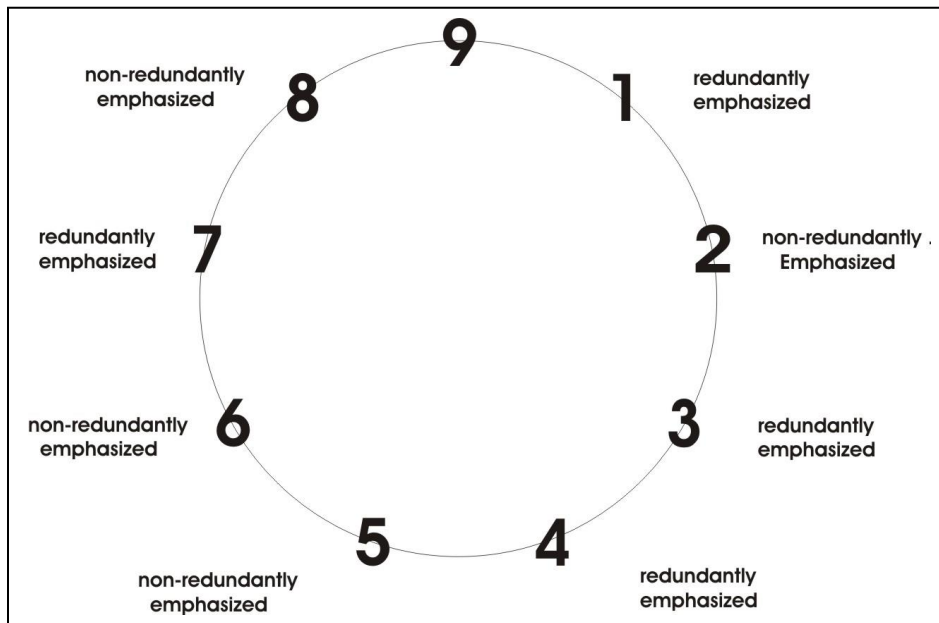 9
non-redundantly
emphasized
8
1
redundantly
emphasized
redundantly
emphasized
7
2
non-redundantly .
Emphasized
non-redundantly
emphasized
6
3
redundantly
emphasized
non-redundantly
emphasized
5
4
redundantly
emphasized